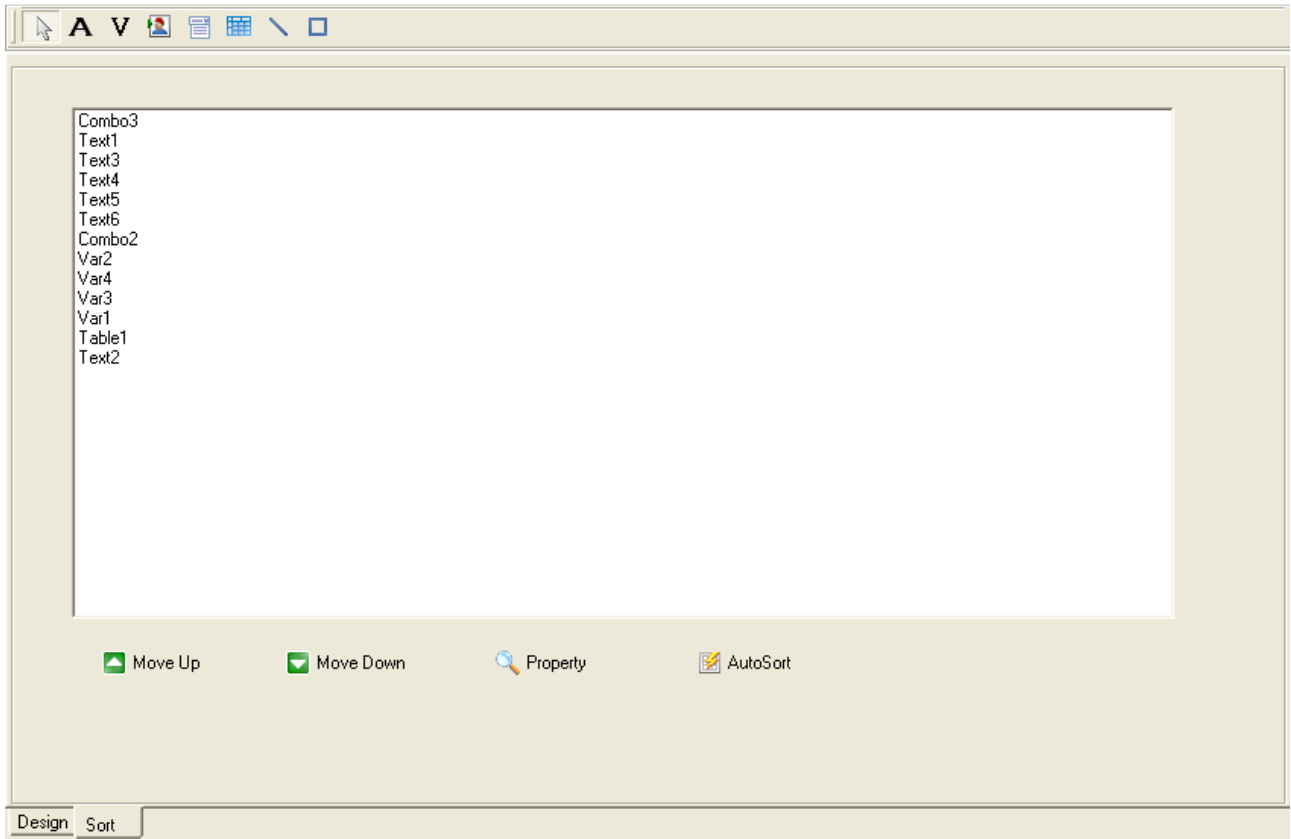 A V
Combo3
Text1
Text3
Text4
Text5
Text6
Combo2
Var2
Var4
Var3
Var1
Table1
Text2
Move Up Move Down Property AutoSort
Design Sort